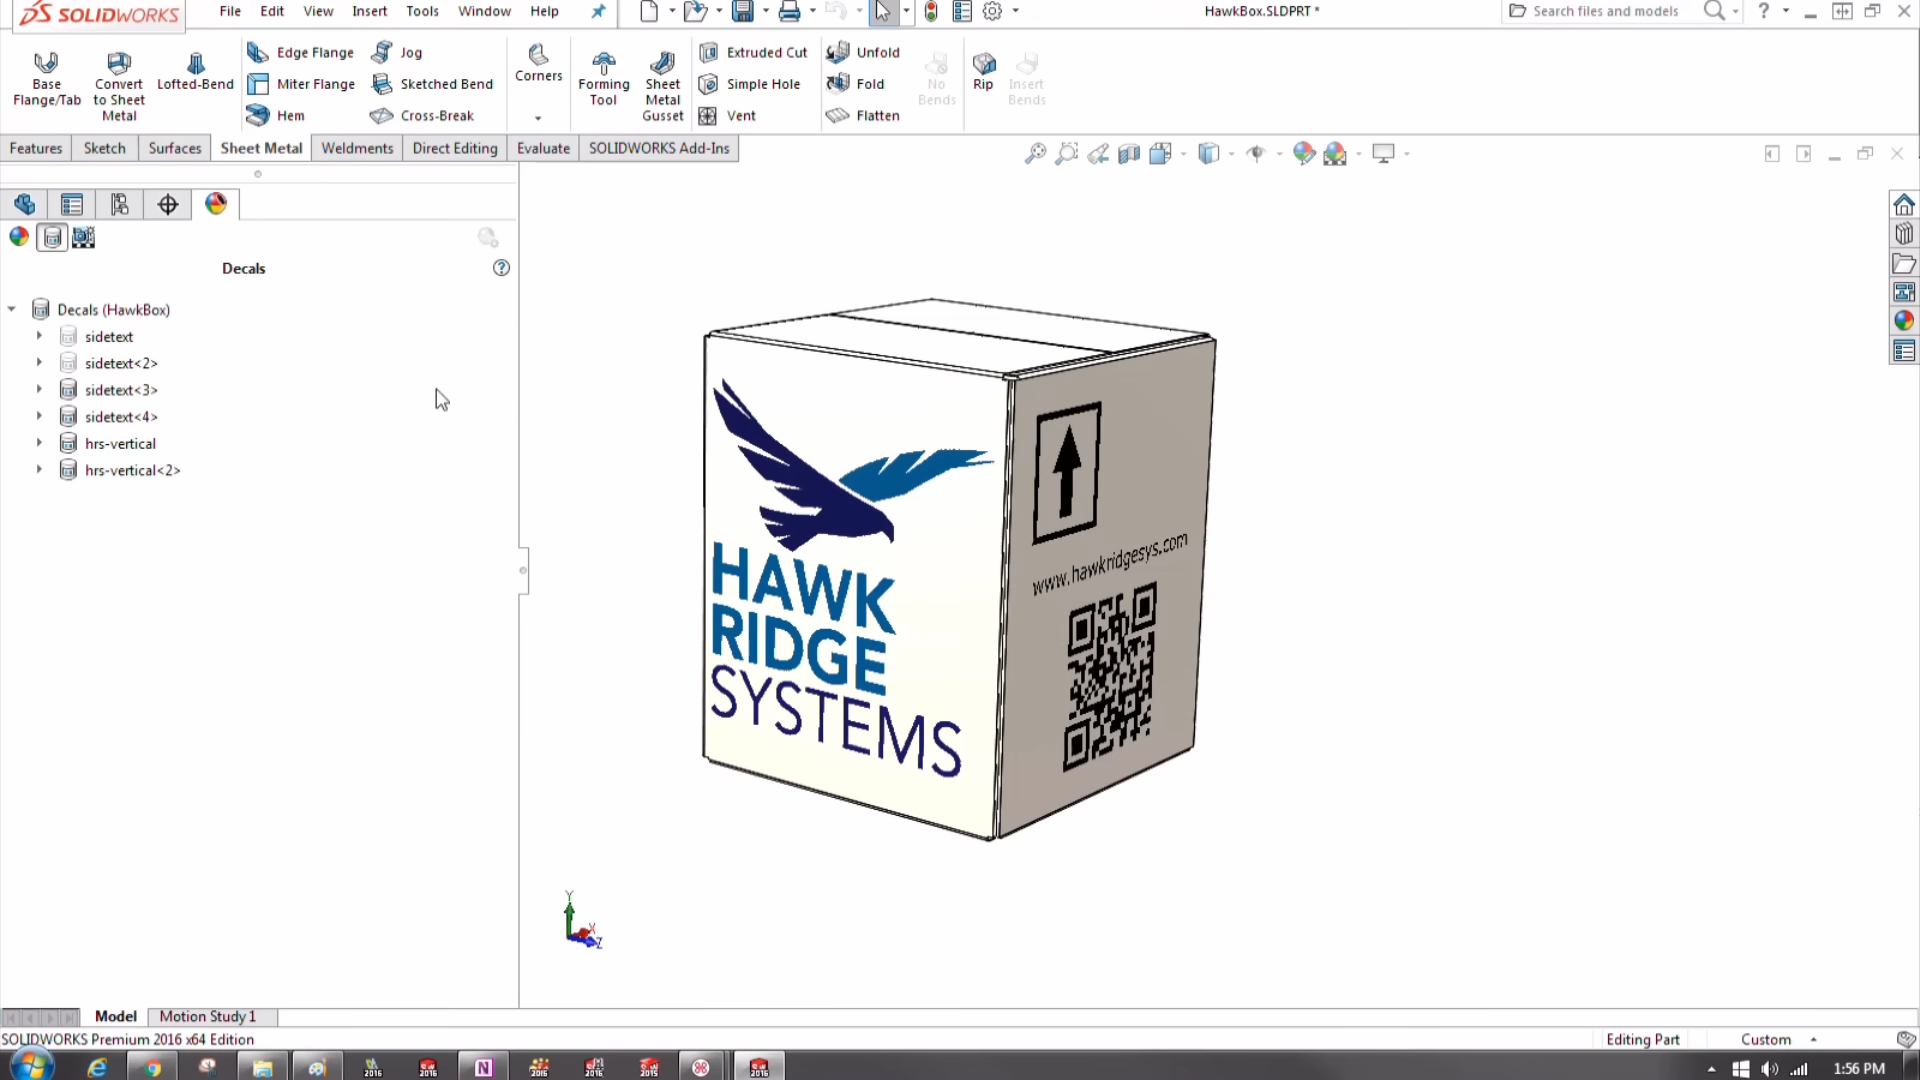 SOLIDWORKS File Edit View Insert Tools Window Help HawkBox.SLDPRT * Search files and models ?
Base Flange/Tab
Convert to Sheet Metal
Lofted-Bend
Edge Flange
Miter Flange
Hem
Jog
Sketched Bend
Cross-Break
Corners
Forming Tool
Sheet Metal Gusset
Extruded Cut
Simple Hole
Vent
Unfold
Fold
Flatten
No Bends
Rip
Insert Bends
Features Sketch Surfaces Sheet Metal Weldments Direct Editing Evaluate SOLIDWORKS Add-Ins
Decals
Decals (HawkBox)
sidetext
sidetext<2>
sidetext<3>
sidetext<4>
hrs-vertical
hrs-vertical<2>
HAWK
RIDGE
SYSTEMS
www.hawkridgesys.com
Y
X
Z
Model Motion Study 1
SOLIDWORKS Premium 2016 x64 Edition Editing Part Custom
1:56 PM